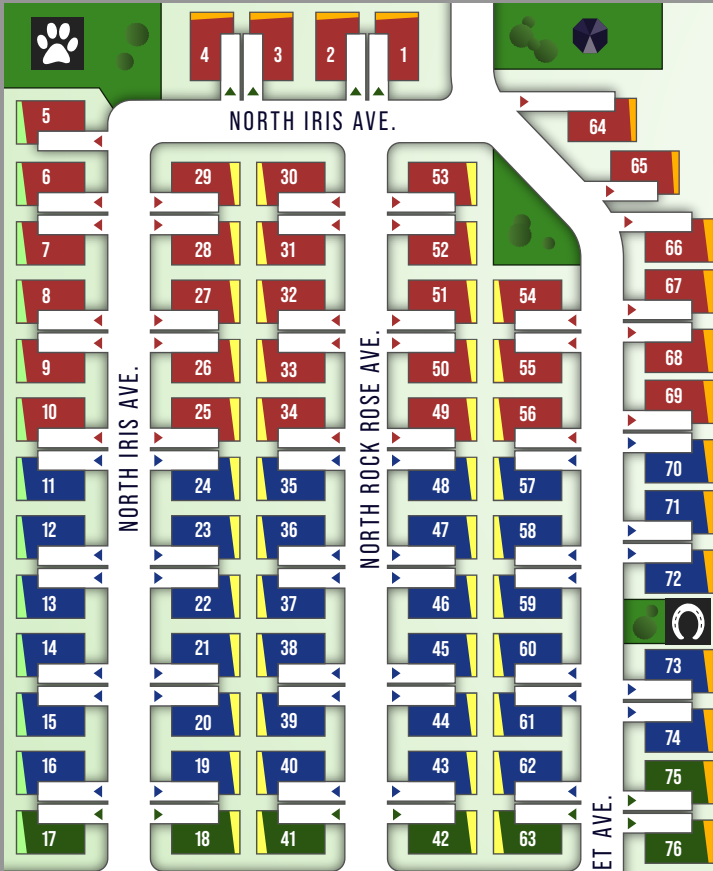 4 3 2 1
NORTH IRIS AVE.
5
64
65
6 29 30 53
7 28 31 52 66
8 27 32 51 54 67
9 26 33 50 55 68
10 25 34 49 56 69
NORTH IRIS AVE.
NORTH ROCK ROSE AVE.
11 24 35 48 57 70
12 23 36 47 58 71
13 22 37 46 59 72
14 21 38 45 60 73
15 20 39 44 61 74
16 19 40 43 62 75
17 18 41 42 63 76
ET AVE.